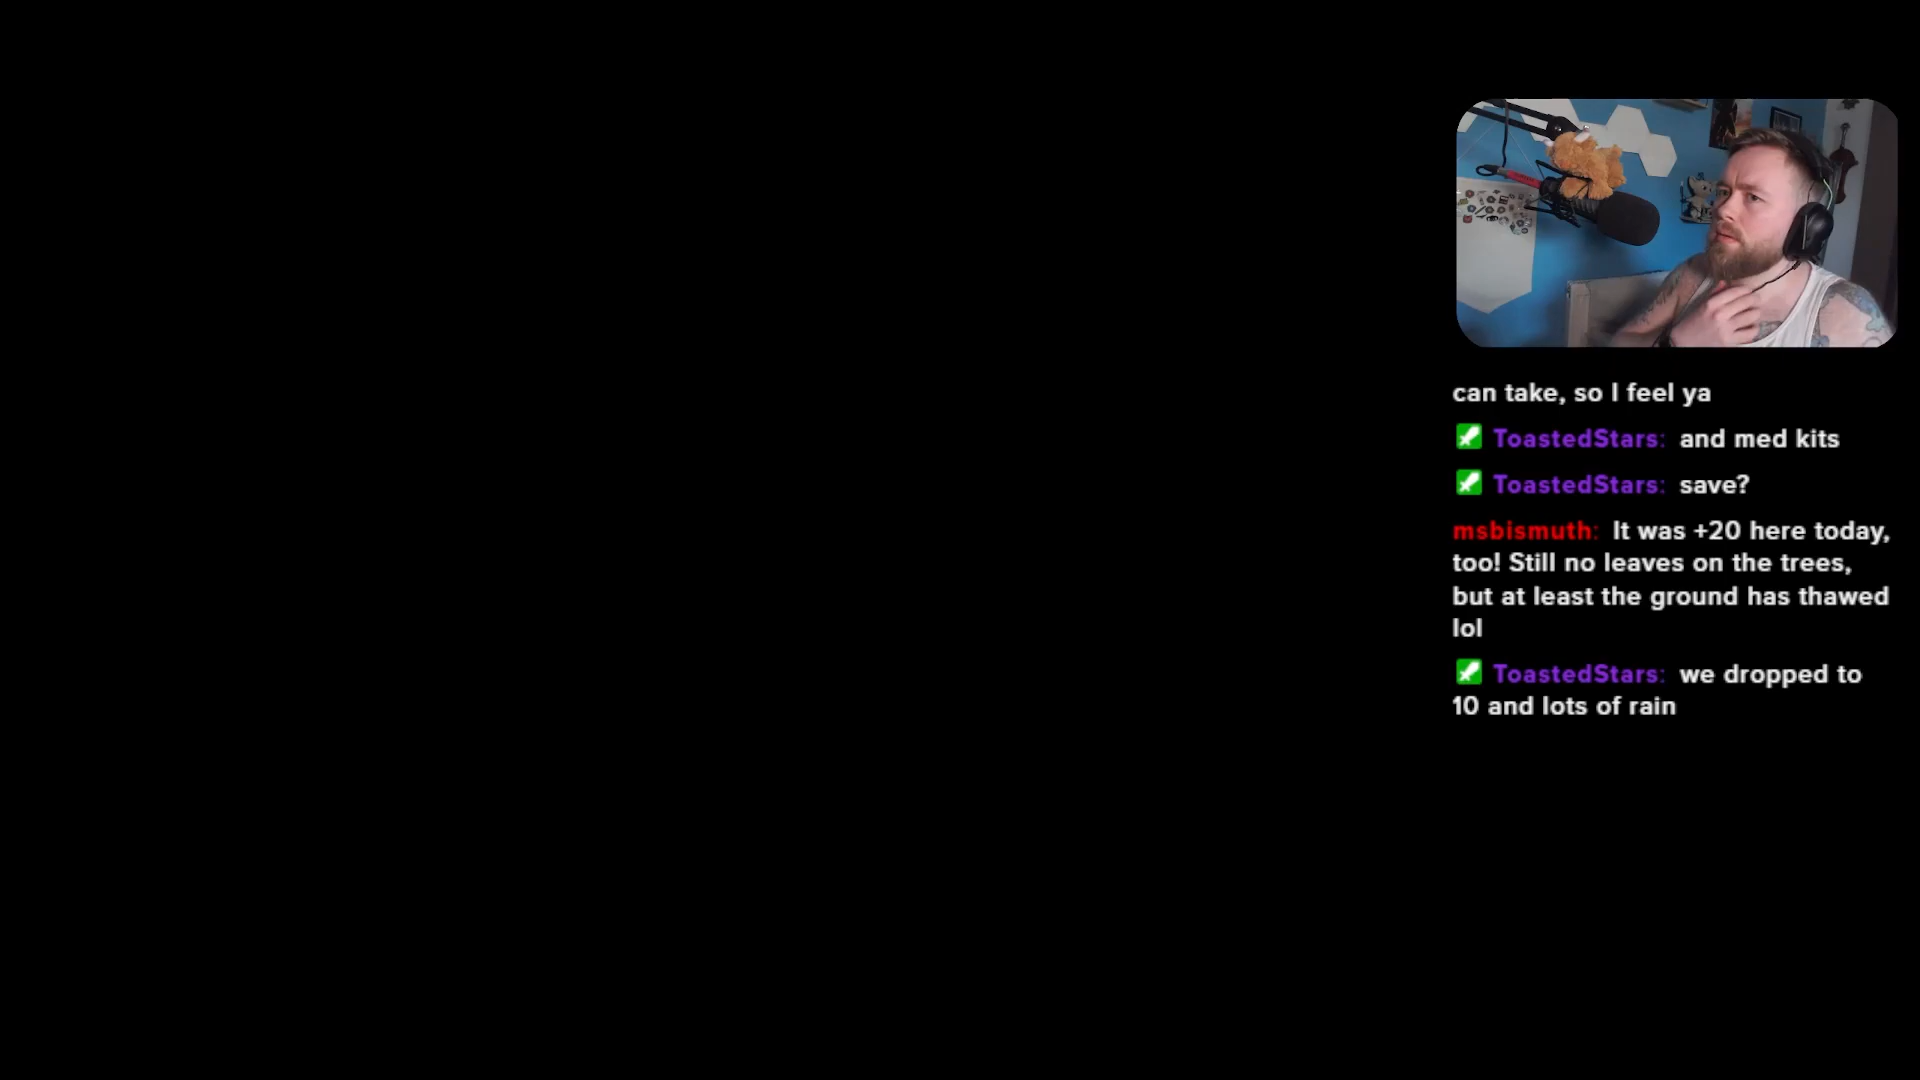 can take, so I feel ya
ToastedStars: and med kits
ToastedStars: save?
msbismuth: It was +20 here today,
too! Still no leaves on the trees,
but at least the ground has thawed
lol
ToastedStars: we dropped to
10 and lots of rain